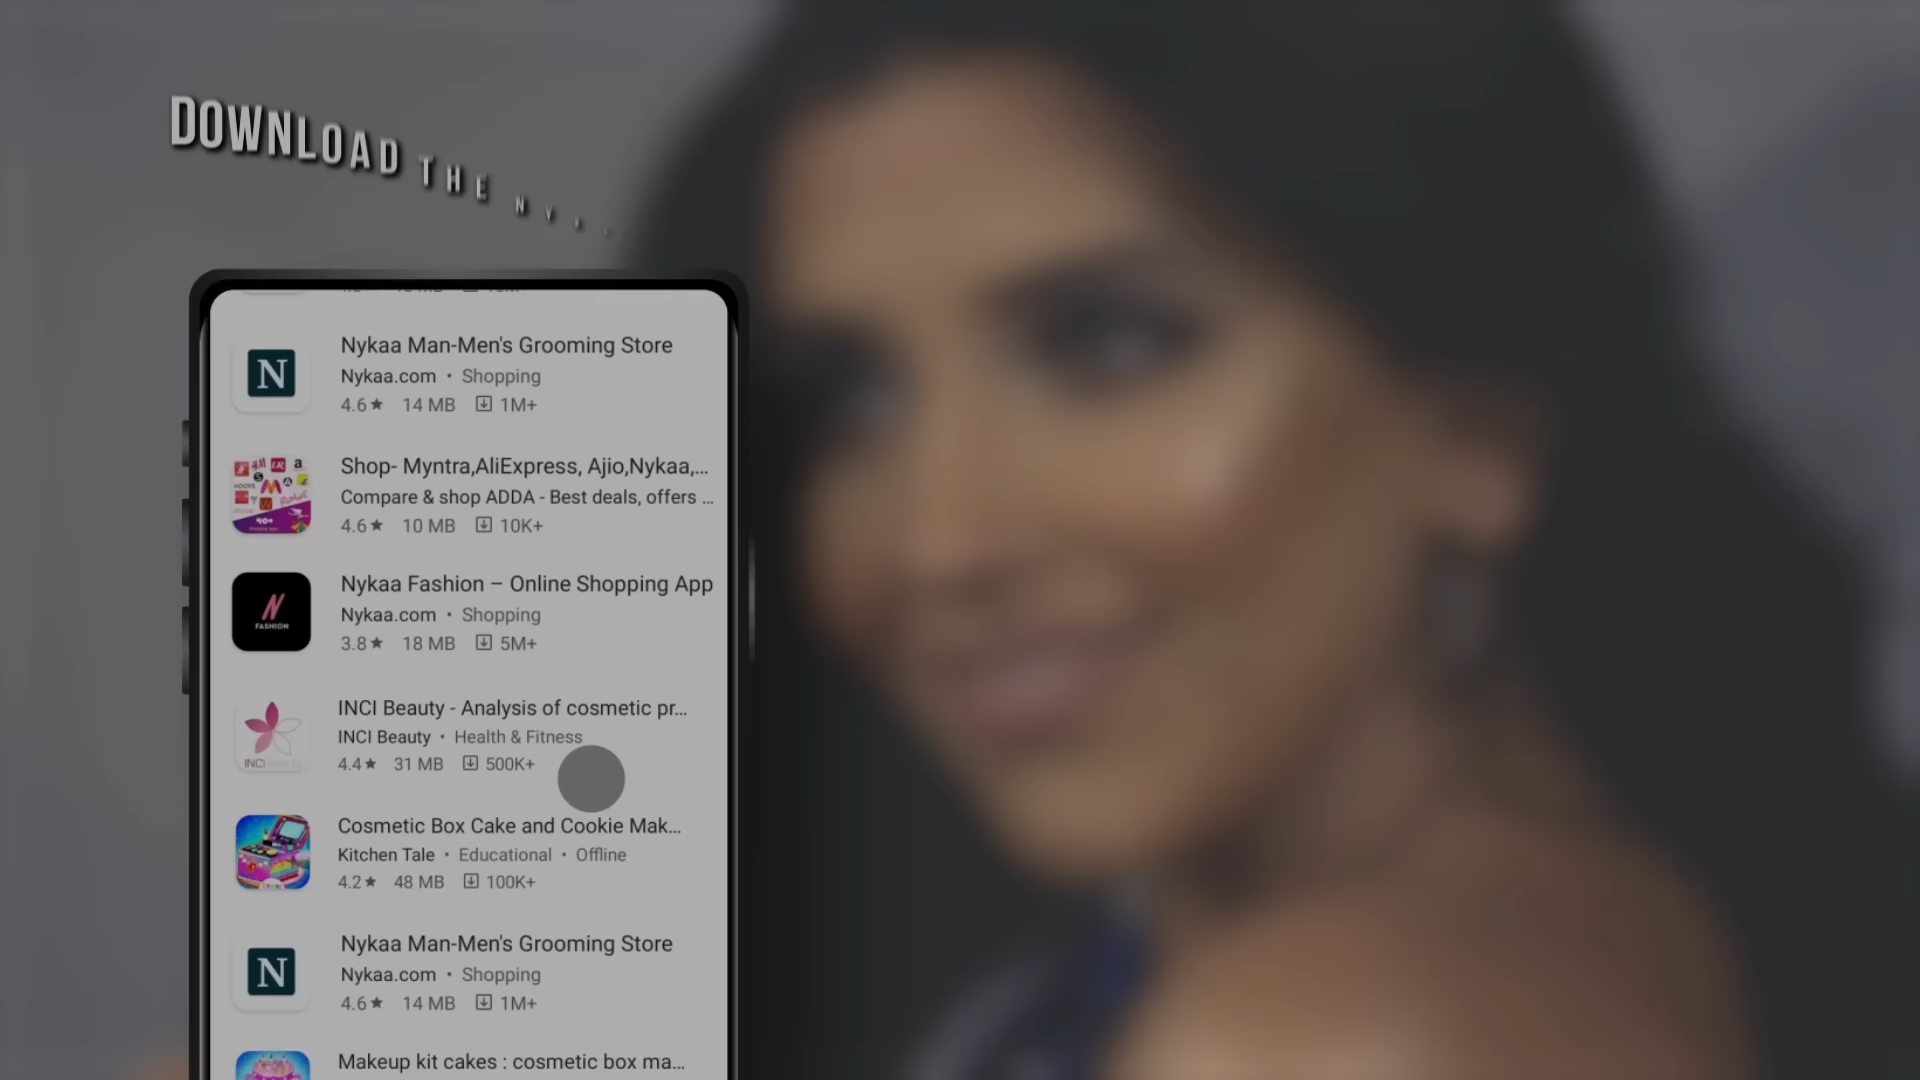 DOWNLOAD THE NYK
Nykaa Man-Men's Grooming Store
Nykaa.com • Shopping
4.6★ 14 MB 1M+
Shop- Myntra,AliExpress, Ajio,Nykaa,...
Compare & shop ADDA - Best deals, offers ...
4.6★ 10 MB 10K+
Nykaa Fashion – Online Shopping App
Nykaa.com • Shopping
3.8★ 18 MB 5M+
FASHION
INCI Beauty - Analysis of cosmetic pr...
INCI Beauty • Health & Fitness
4.4★ 31 MB 500K+
INCI
Cosmetic Box Cake and Cookie Mak...
Kitchen Tale • Educational • Offline
4.2★ 48 MB 100K+
Nykaa Man-Men's Grooming Store
Nykaa.com • Shopping
4.6★ 14 MB 1M+
Makeup kit cakes : cosmetic box ma...